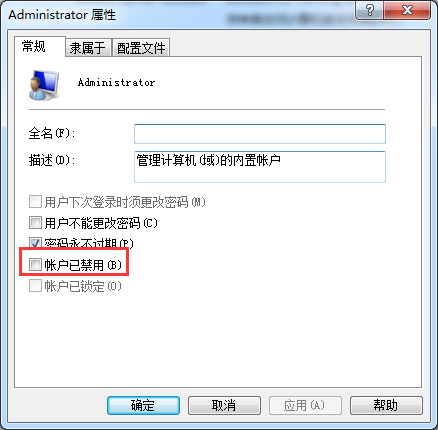 Administrator 属性
常规
隶属于
配置文件
Administrator
全名(F):
描述(D):
管理计算机(域)的内置帐户
用户下次登录时须更改密码(M)
用户不能更改密码(C)
密码永不过期(P)
帐户已禁用(B)
帐户已锁定(O)
确定
取消
应用(A)
帮助